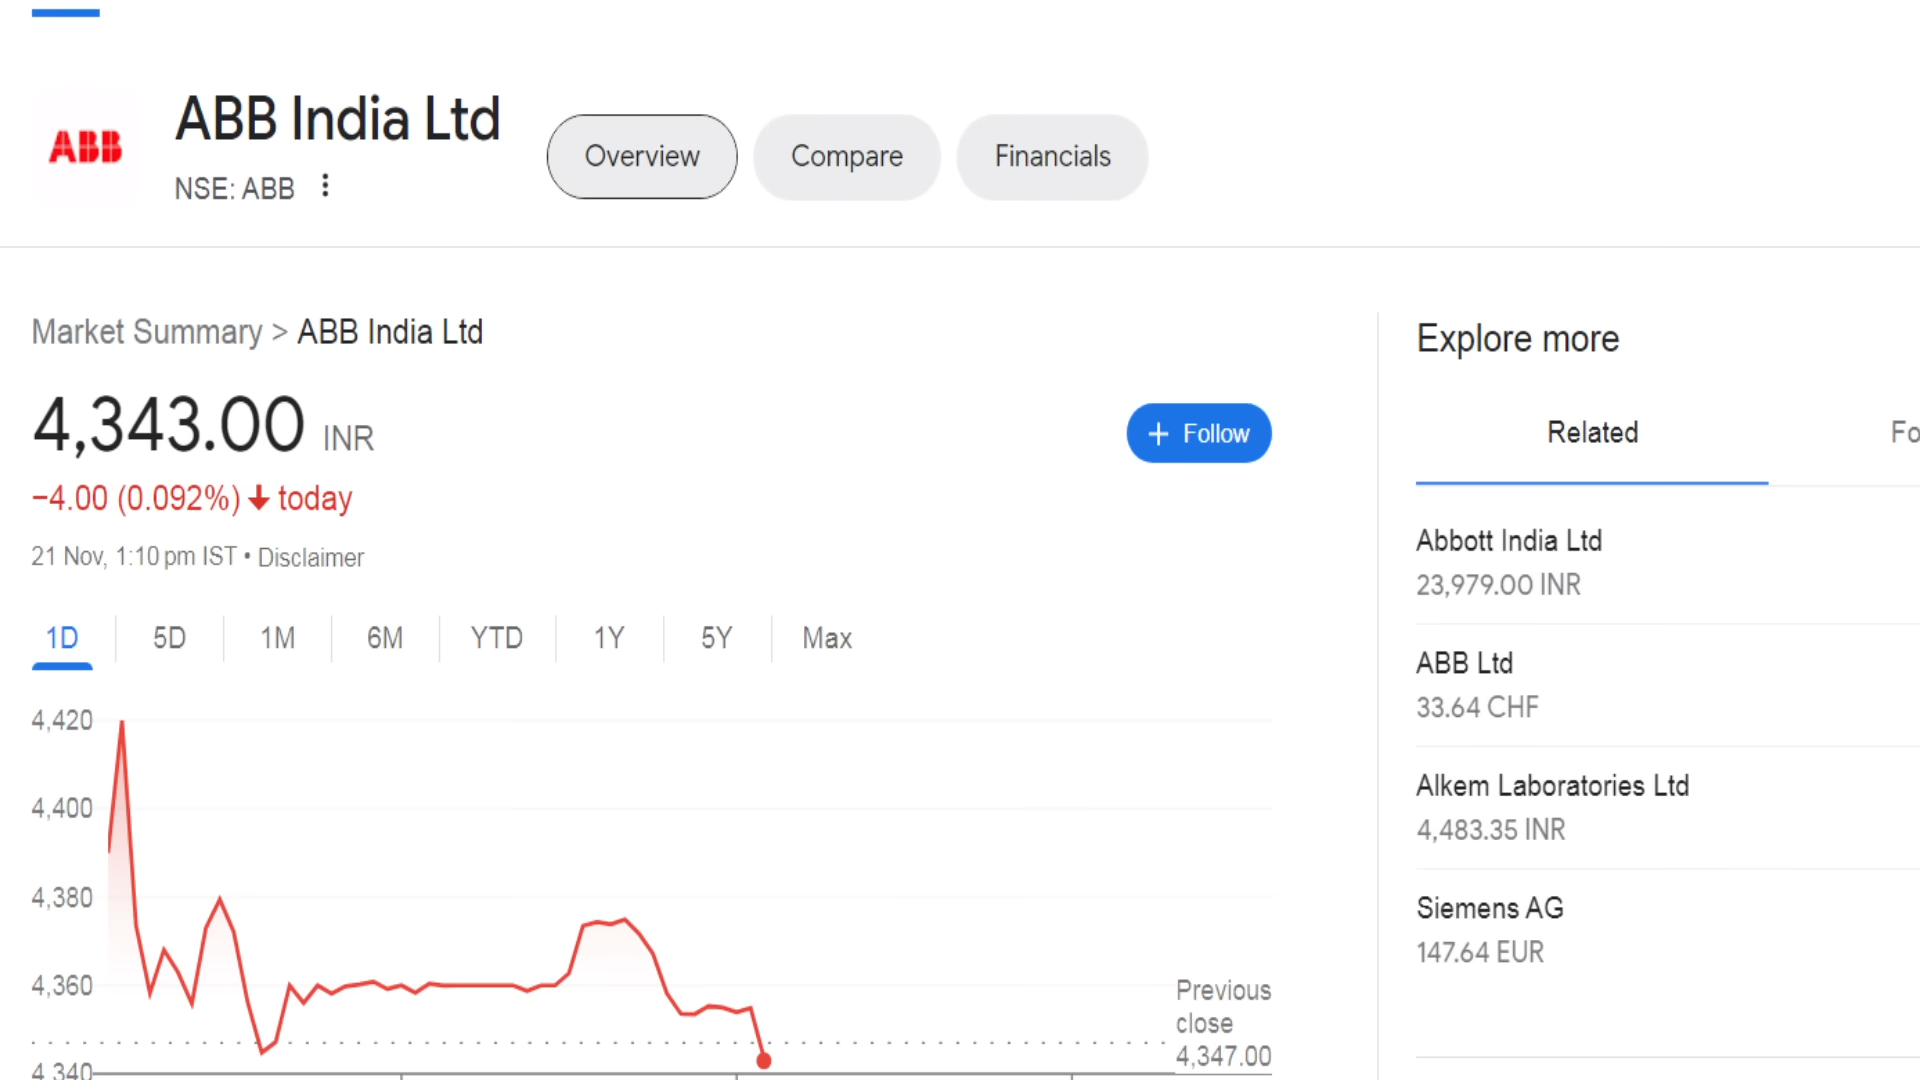 ABB
ABB India Ltd
NSE: ABB
Overview
Compare
Financials
Market Summary > ABB India Ltd
4,343.00 INR
+ Follow
−4.00 (0.092%) ↓ today
21 Nov, 1:10 pm IST • Disclaimer
1D 5D 1M 6M YTD 1Y 5Y Max
4,420
4,400
4,380
4,360
4,340
Previous
close
4,347.00
Explore more
Related
Fo
Abbott India Ltd
23,979.00 INR
ABB Ltd
33.64 CHF
Alkem Laboratories Ltd
4,483.35 INR
Siemens AG
147.64 EUR